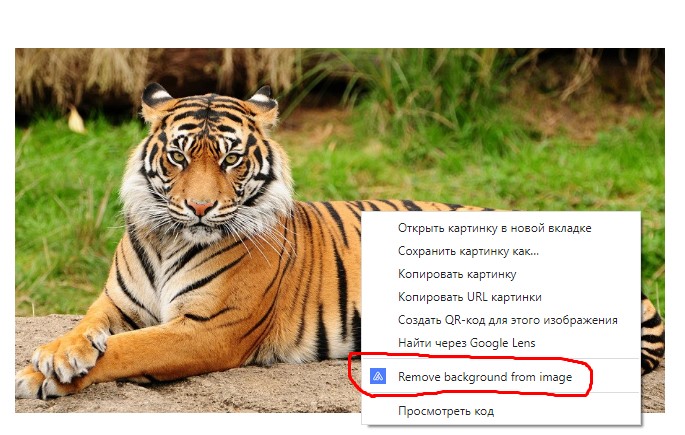 Открыть картинку в новой вкладке
Сохранить картинку как...
Копировать картинку
Копировать URL картинки
Создать QR-код для этого изображения
Найти через Google Lens
Remove background from image
Просмотреть код